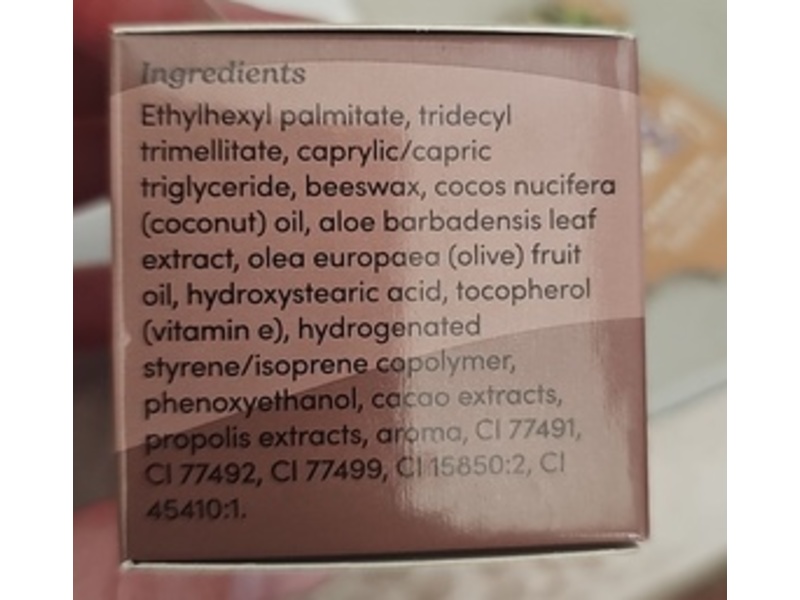 Ingredients
Ethylhexyl palmitate, tridecyl
trimellitate, caprylic/capric
triglyceride, beeswax, cocos nucifera
(coconut) oil, aloe barbadensis leaf
extract, olea europaea (olive) fruit
oil, hydroxystearic acid, tocopherol
(vitamin e), hydrogenated
styrene/isoprene copolymer,
phenoxyethanol, cacao extracts,
propolis extracts, aroma, CI 77491,
CI 77492, CI 77499, CI 15850:2, CI
45410:1.